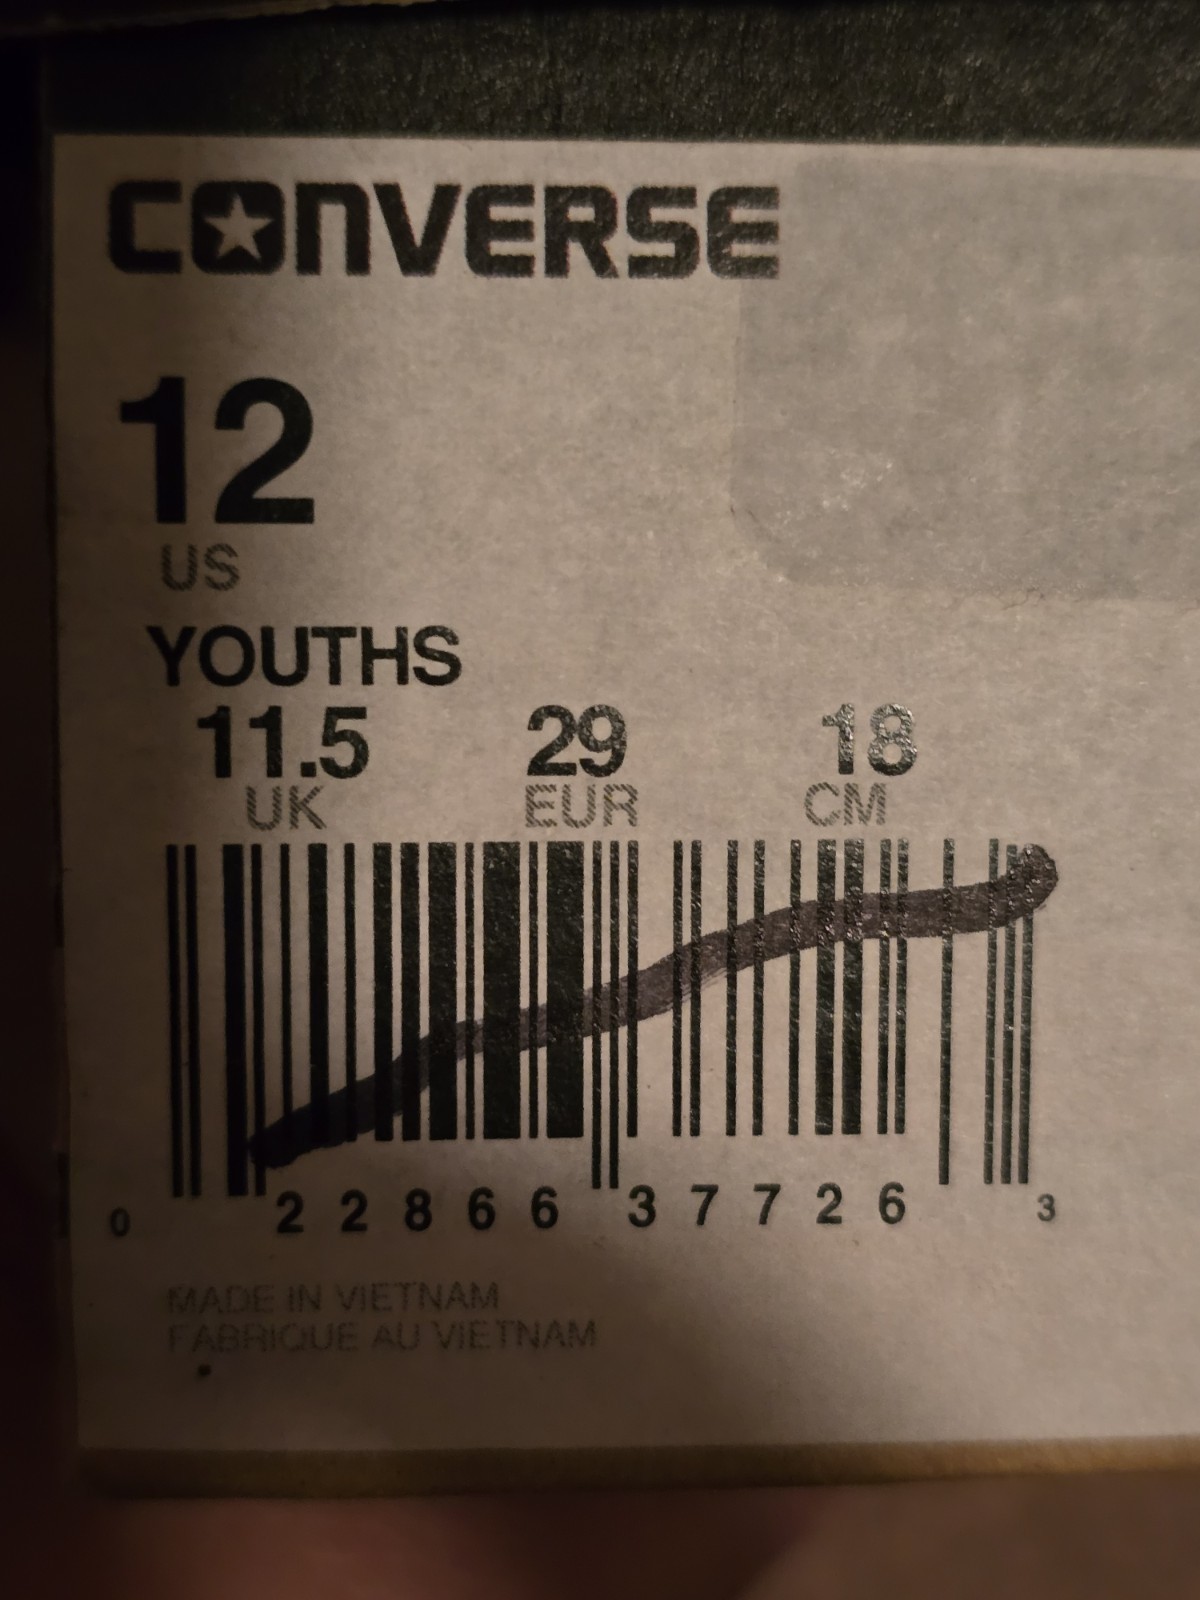 CONVERSE
12
US
YOUTHS
11.5 29 18
UK EUR CM
0 22866 37726 3
MADE IN VIETNAM
FABRIQUE AU VIETNAM